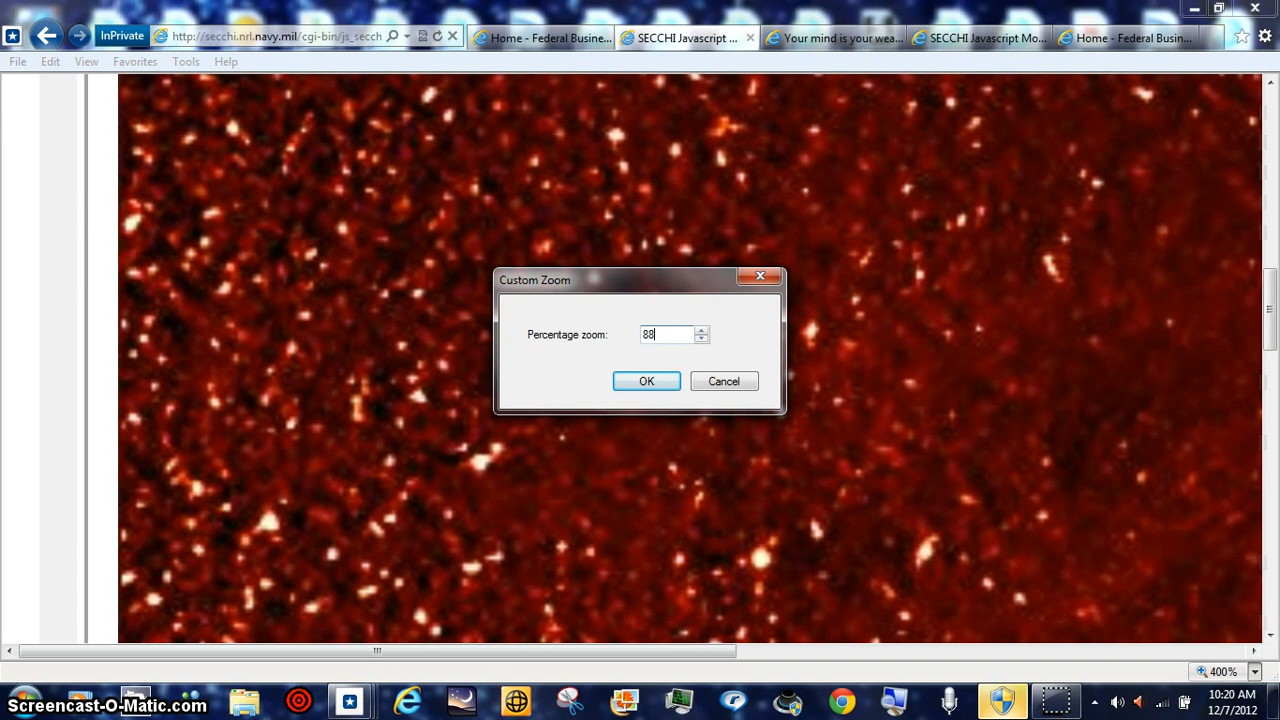 InPrivate
http://secchi.nrl.navy.mil/cgi-bin/js_secch
Home - Federal Busine...
SECCHI Javascript ...
Your mind is your wea...
SECCHI Javascript Mo...
Home - Federal Busin...
File Edit View Favorites Tools Help
Custom Zoom
Percentage zoom: 88
OK Cancel
400%
Screencast-O-Matic.com
10:20 AM
12/7/2012